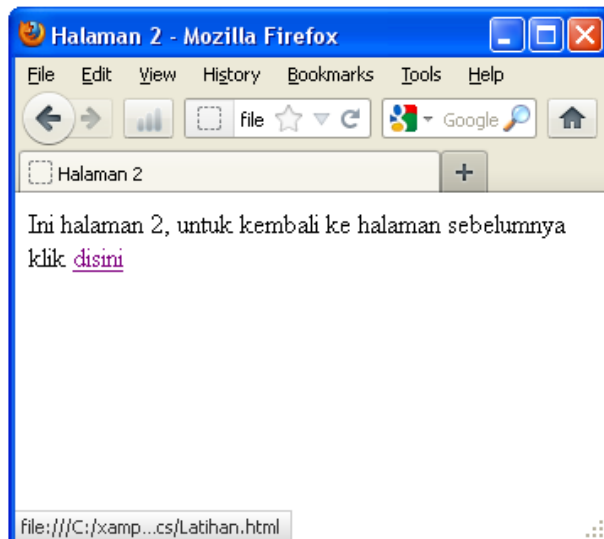 Halaman 2 - Mozilla Firefox
File Edit View History Bookmarks Tools Help
file Google
Halaman 2
Ini halaman 2, untuk kembali ke halaman sebelumnya
klik disini
file:///C:/xamp...cs/Latihan.html